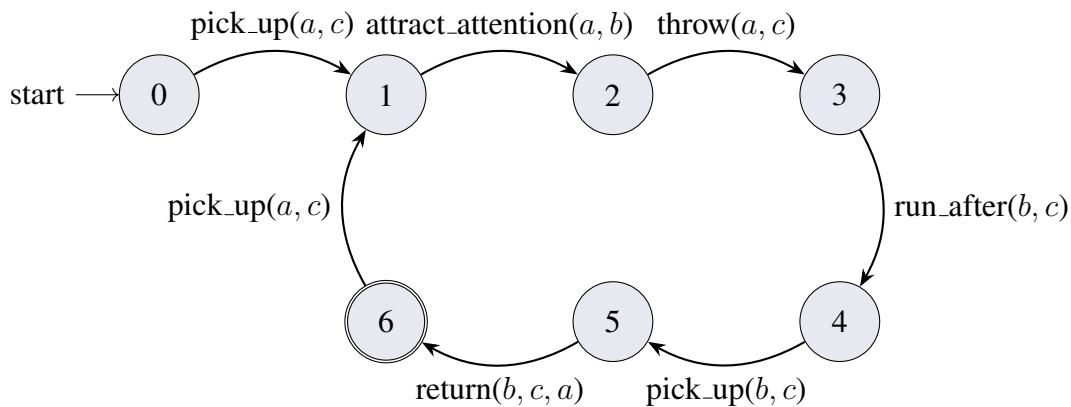 pick_up(a, c) attract_attention(a, b) throw(a, c)
start 0 1 2 3
pick_up(a, c) run_after(b, c)
6 5 4
return(b, c, a) pick_up(b, c)